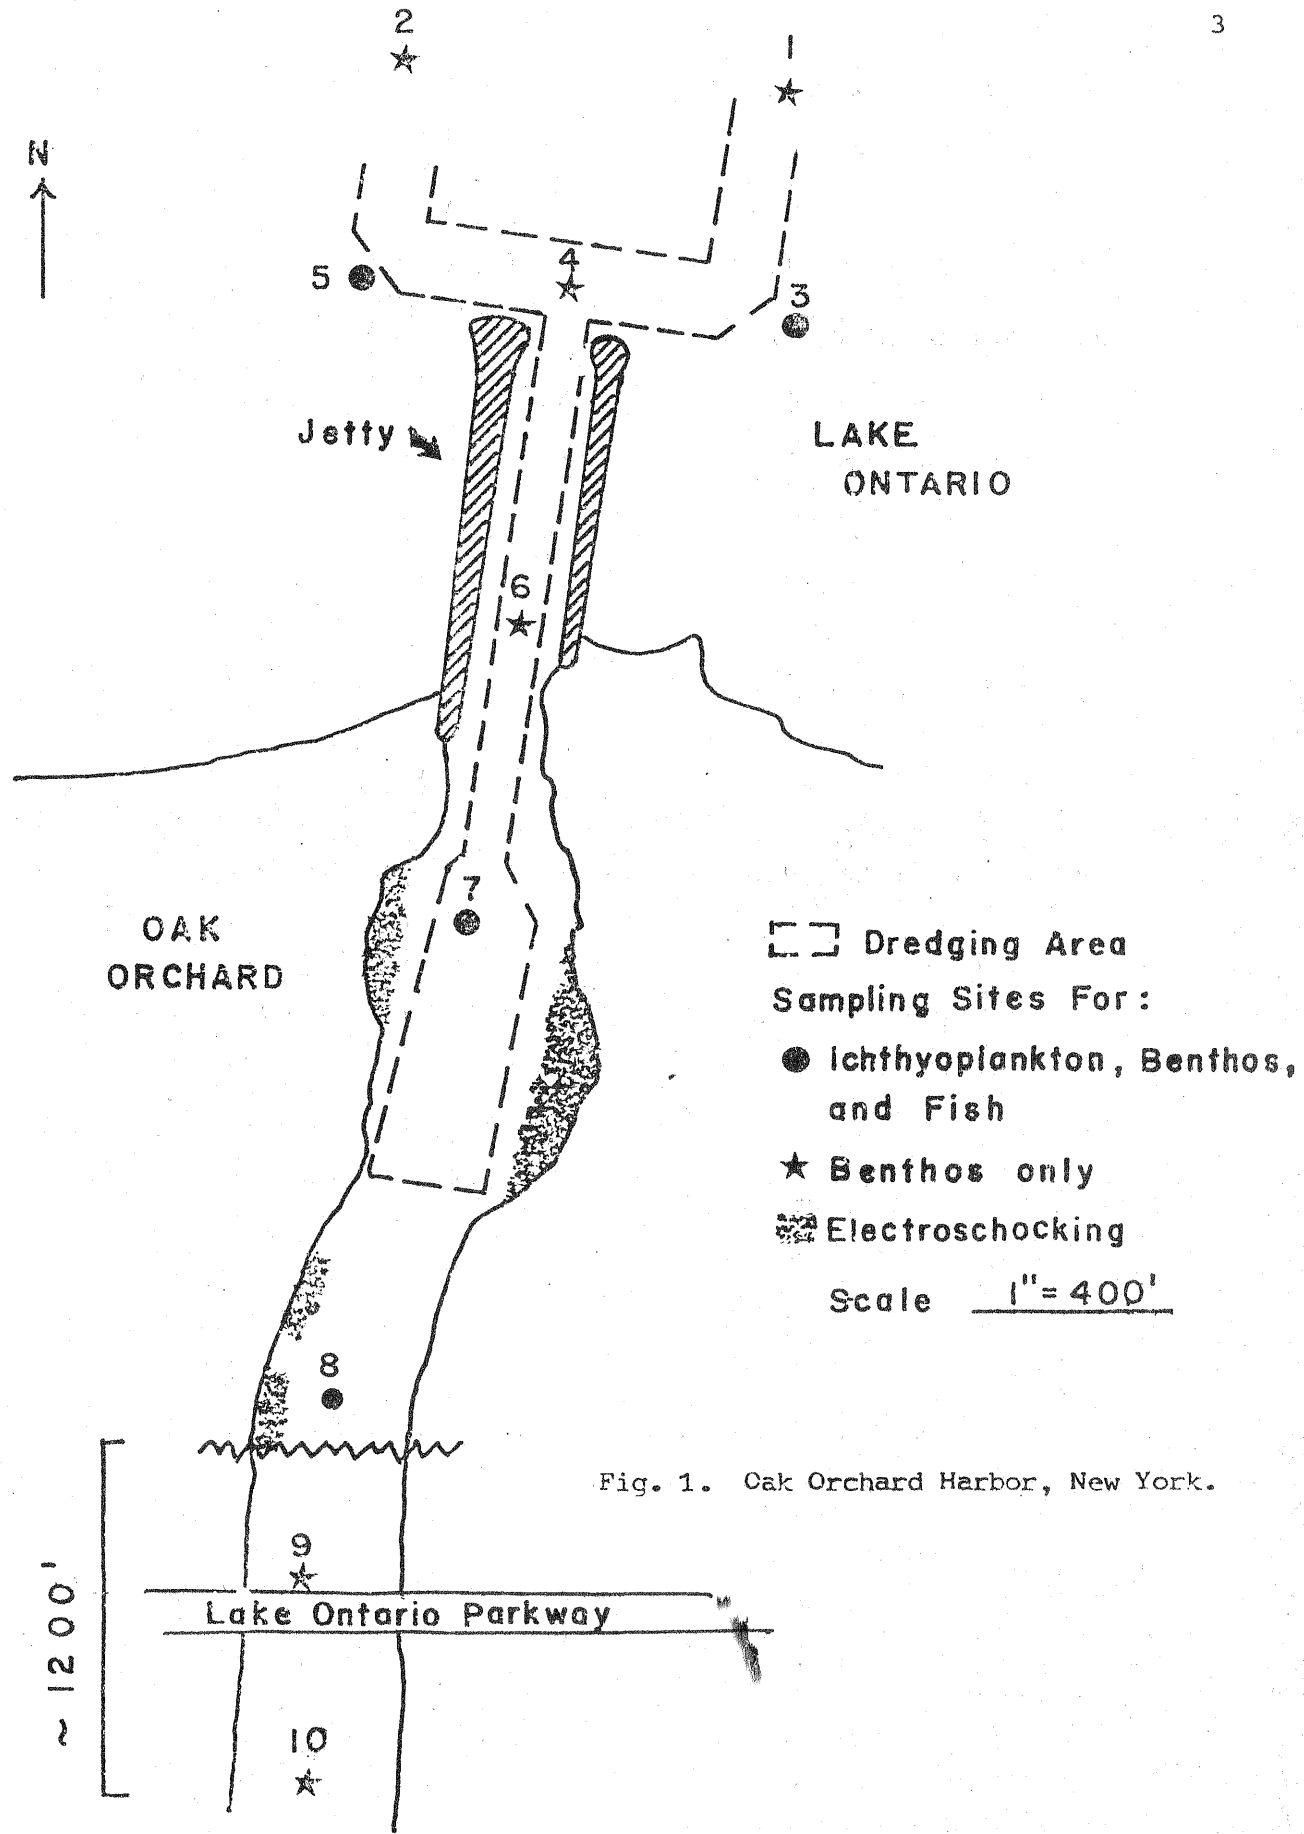 3
2
1
N
4
5
3
Jetty
LAKE
ONTARIO
6
7
OAK
ORCHARD
Dredging Area
Sampling Sites For:
Ichthyoplankton, Benthos,
and Fish
Benthos only
Electroschocking
Scale 1"=400'
8
Fig. 1. Oak Orchard Harbor, New York.
9
~1200'
Lake Ontario Parkway
10